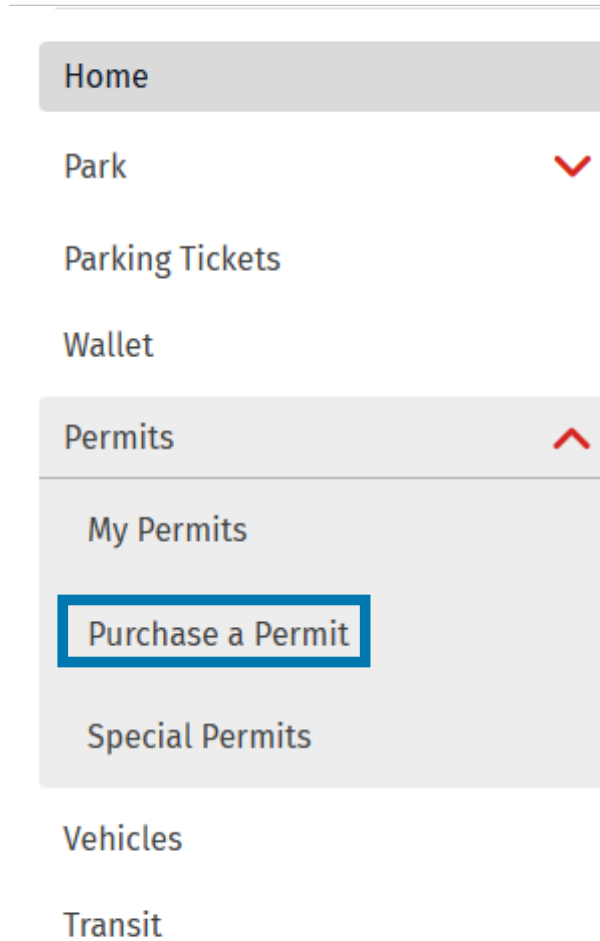 Home
Park
Parking Tickets
Wallet
Permits
My Permits
Purchase a Permit
Special Permits
Vehicles
Transit